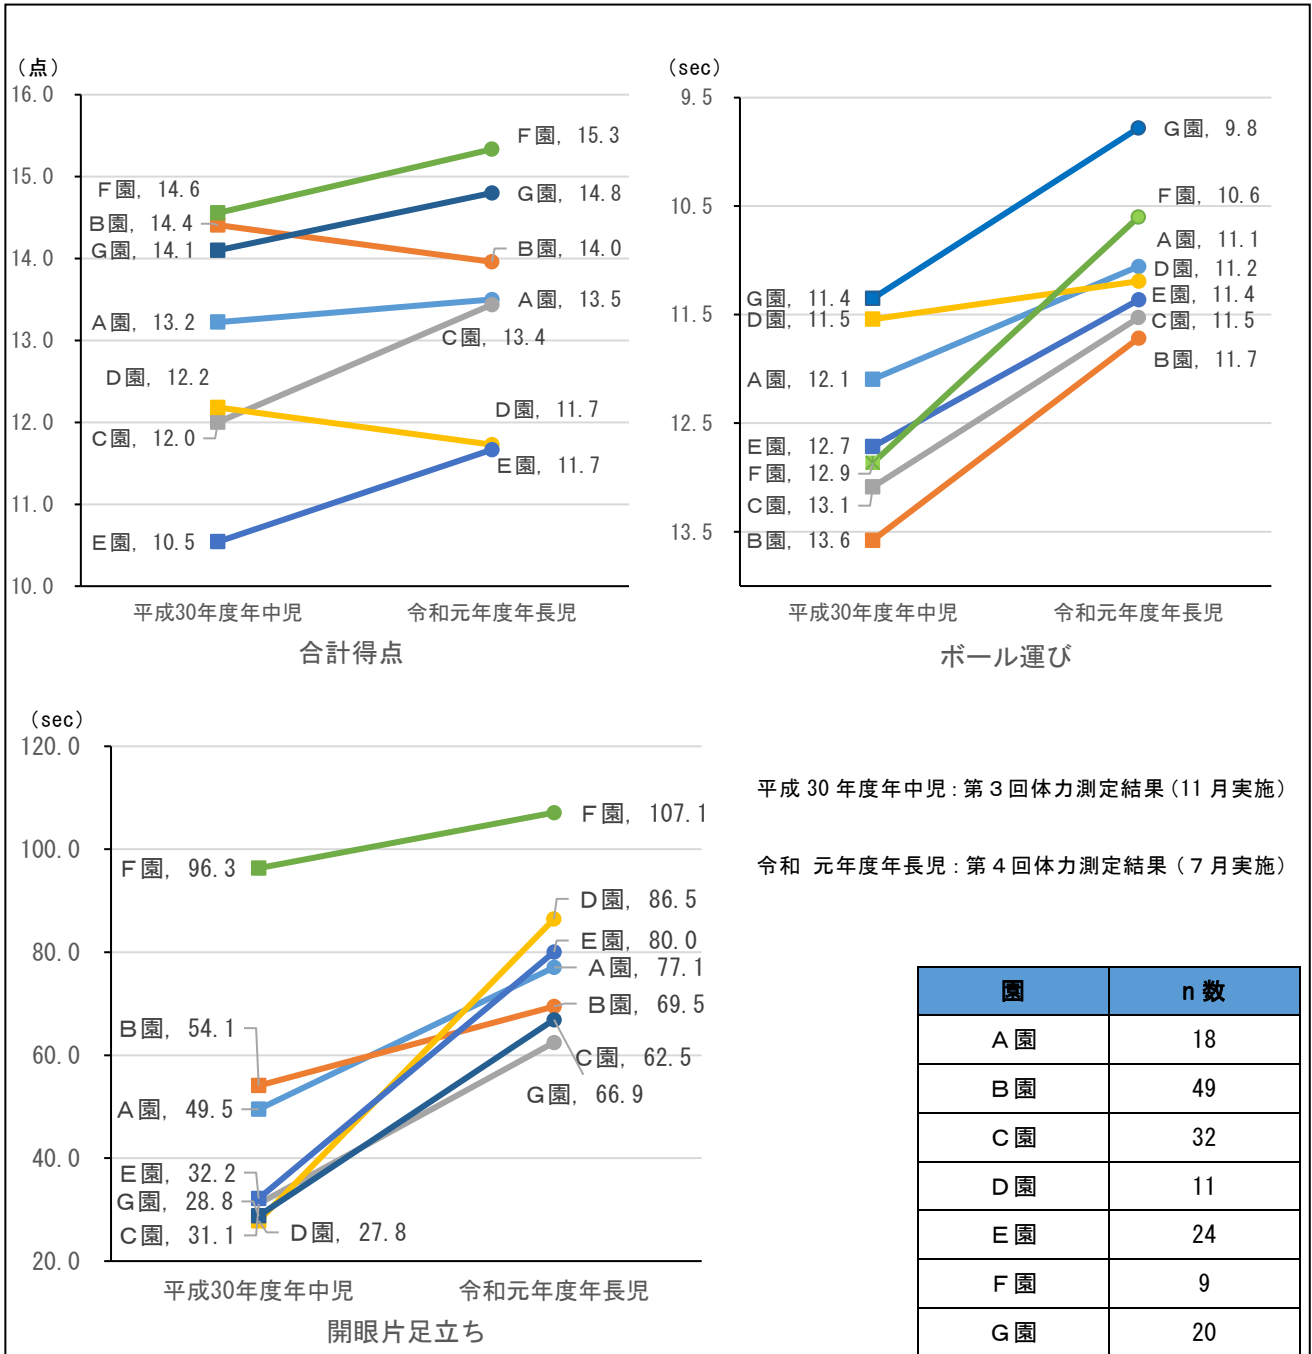 （点）
16.0
15.0
14.0
13.0
12.0
11.0
10.0
F園, 14.6
B園, 14.4
G園, 14.1
A園, 13.2
D園, 12.2
C園, 12.0
E園, 10.5
F園, 15.3
G園, 14.8
B園, 14.0
A園, 13.5
C園, 13.4
D園, 11.7
E園, 11.7
平成30年度年中児
令和元年度年長児
合計得点
（sec）
9.5
10.5
11.5
12.5
13.5
G園, 11.4
D園, 11.5
A園, 12.1
E園, 12.7
F園, 12.9
C園, 13.1
B園, 13.6
G園, 9.8
F園, 10.6
A園, 11.1
D園, 11.2
E園, 11.4
C園, 11.5
B園, 11.7
平成30年度年中児
令和元年度年長児
ボール運び
（sec）
120.0
100.0
80.0
60.0
40.0
20.0
F園, 96.3
B園, 54.1
A園, 49.5
E園, 32.2
G園, 28.8
C園, 31.1
D園, 27.8
F園, 107.1
D園, 86.5
E園, 80.0
A園, 77.1
B園, 69.5
C園, 62.5
G園, 66.9
平成30年度年中児
令和元年度年長児
開眼片足立ち
平成 30 年度年中児：第３回体力測定結果（11 月実施）
令和 元年度年長児：第４回体力測定結果（７月実施）
園 n 数
A園 18
B園 49
C園 32
D園 11
E園 24
F園 9
G園 20